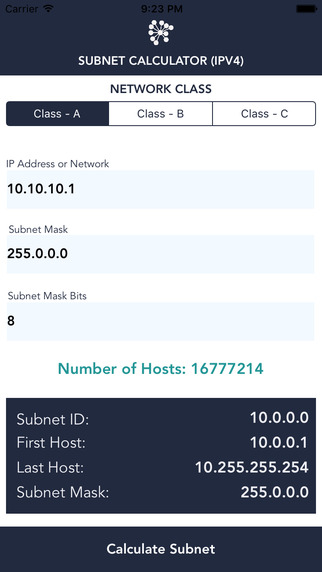 Carrier 9:23 PM
SUBNET CALCULATOR (IPV4)
NETWORK CLASS
Class - A Class - B Class - C
IP Address or Network
10.10.10.1
Subnet Mask
255.0.0.0
Subnet Mask Bits
8
Number of Hosts: 16777214
Subnet ID: 10.0.0.0
First Host: 10.0.0.1
Last Host: 10.255.255.254
Subnet Mask: 255.0.0.0
Calculate Subnet